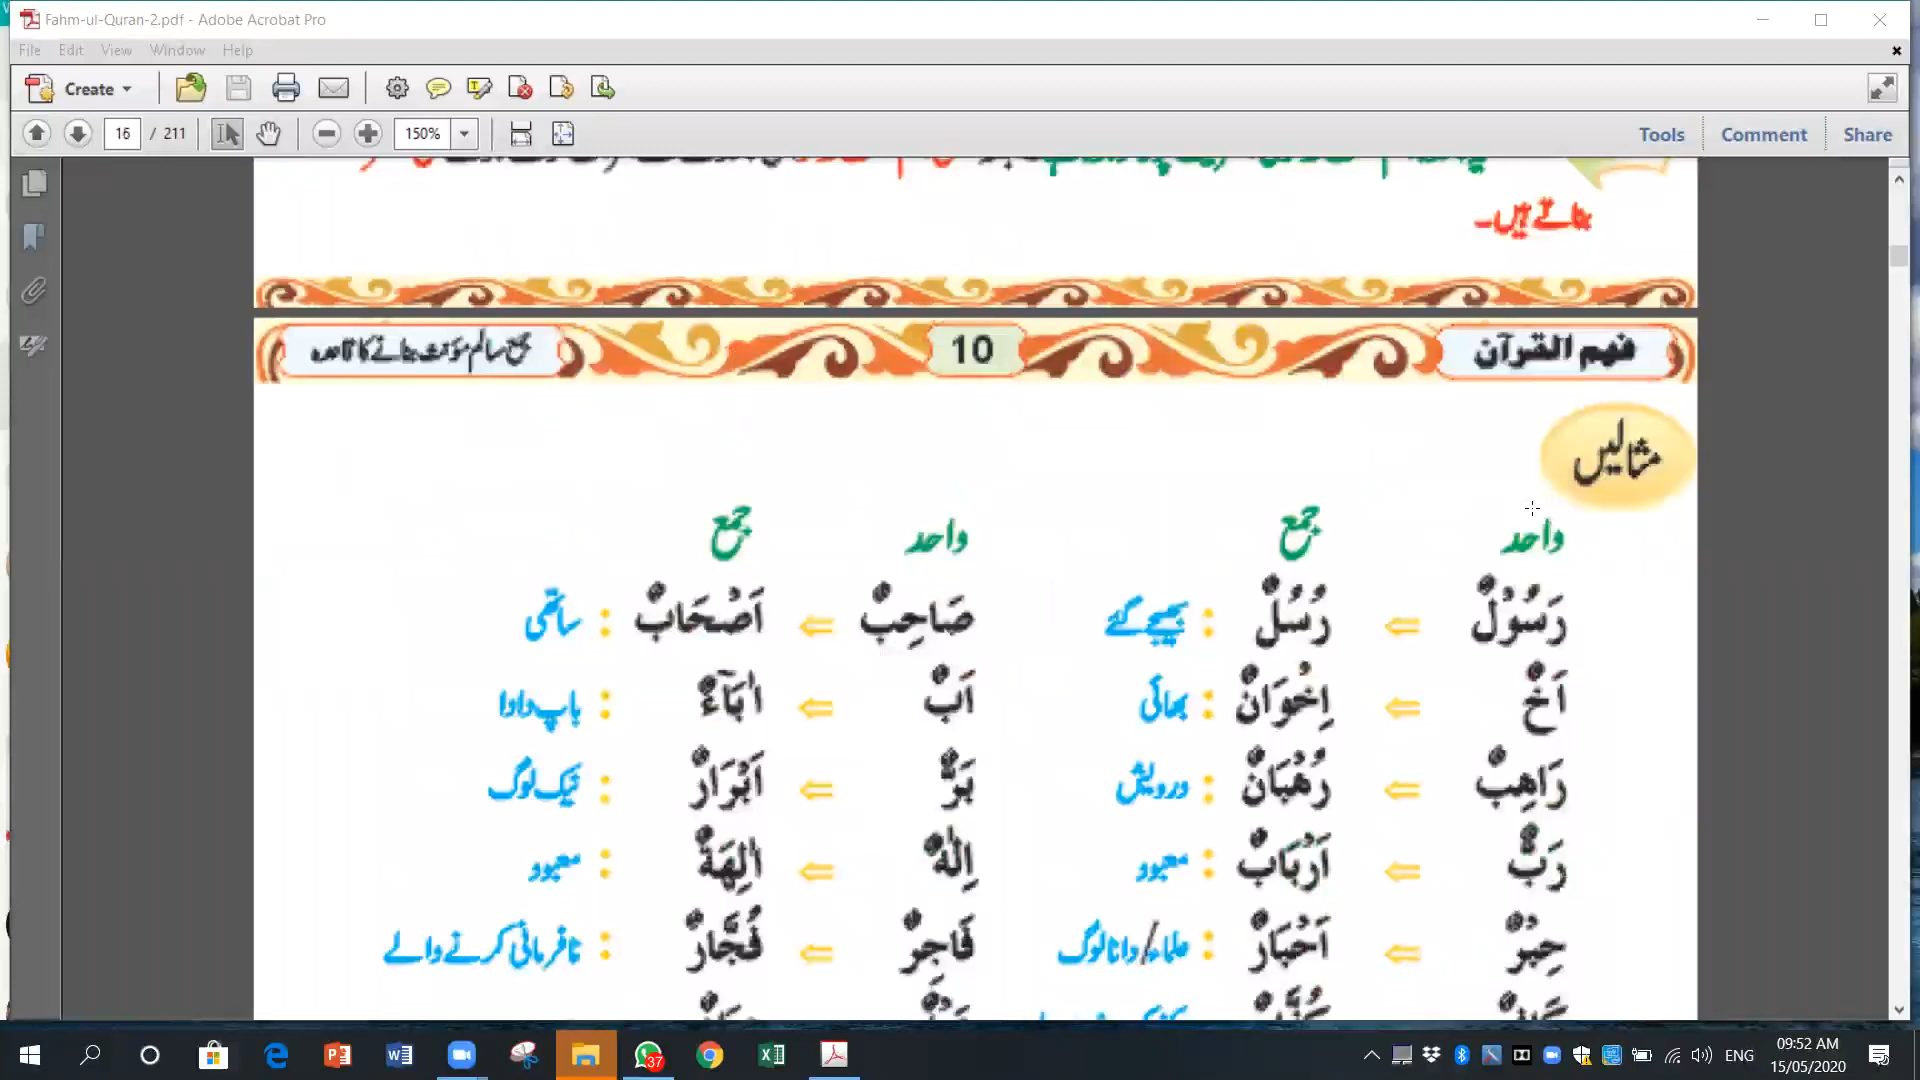 Fahm-ul-Quran-2.pdf - Adobe Acrobat Pro
File Edit View Window Help
Create
16 / 211 150% Tools Comment Share
بناتے ہیں۔
فہم القرآن 10 جمع سالم مؤنث بنانے کا قاعدہ
مثالیں
واحد جمع واحد جمع
رَسُوْلٌ ⇐ رُسُلٌ : بھیجے گئے صَاحِبٌ ⇐ اَصْحَابٌ : ساتھی
اَخٌ ⇐ اِخْوَانٌ : بھائی اَبٌ ⇐ اٰبَآءٌ : باپ دادا
رَاهِبٌ ⇐ رُهْبَانٌ : درویش بَرٌّ ⇐ اَبْرَارٌ : نیک لوگ
رَبٌّ ⇐ اَرْبَابٌ : معبود اِلٰهٌ ⇐ اٰلِهَةٌ : معبود
حِبْرٌ ⇐ اَحْبَارٌ : علماء/دانا لوگ فَاجِرٌ ⇐ فُجَّارٌ : نافرمانی کرنے والے
37
ENG
09:52 AM
15/05/2020